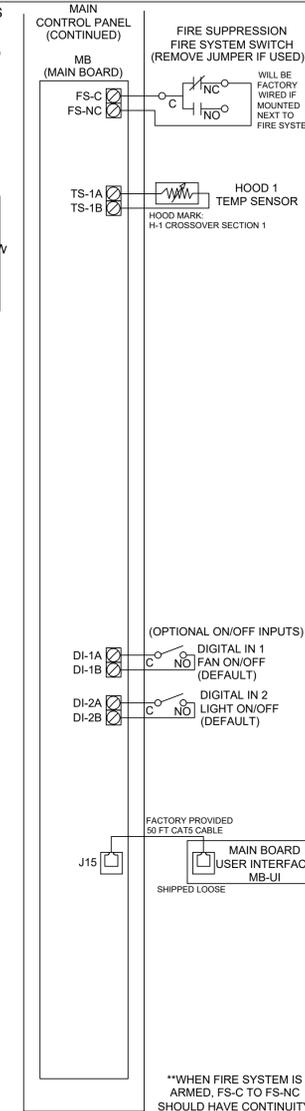 MAIN
CONTROL PANEL
(CONTINUED)
MB
(MAIN BOARD)
FIRE SUPPRESSION
FIRE SYSTEM SWITCH
(REMOVE JUMPER IF USED)
FS-C
FS-NC
C
NC
NO
WILL BE
FACTORY
WIRED IF
MOUNTED
NEXT TO
TS-1A
TS-1B
HOOD 1
TEMP SENSOR
HOOD MARK:
H-1 CROSSOVER SECTION 1
(OPTIONAL ON/OFF INPUTS)
DI-1A
DI-1B
C
NO
DIGITAL IN 1
FAN ON/OFF
(DEFAULT)
DI-2A
DI-2B
C
NO
DIGITAL IN 2
LIGHT ON/OFF
(DEFAULT)
FACTORY PROVIDED
50 FT CAT5 CABLE
J15
MAIN BOARD
USER
MB-UI
SHIPPED LOOSE
**WHEN FIRE SYSTEM IS
ARMED, FS-C TO FS-NC
SHOULD HAVE